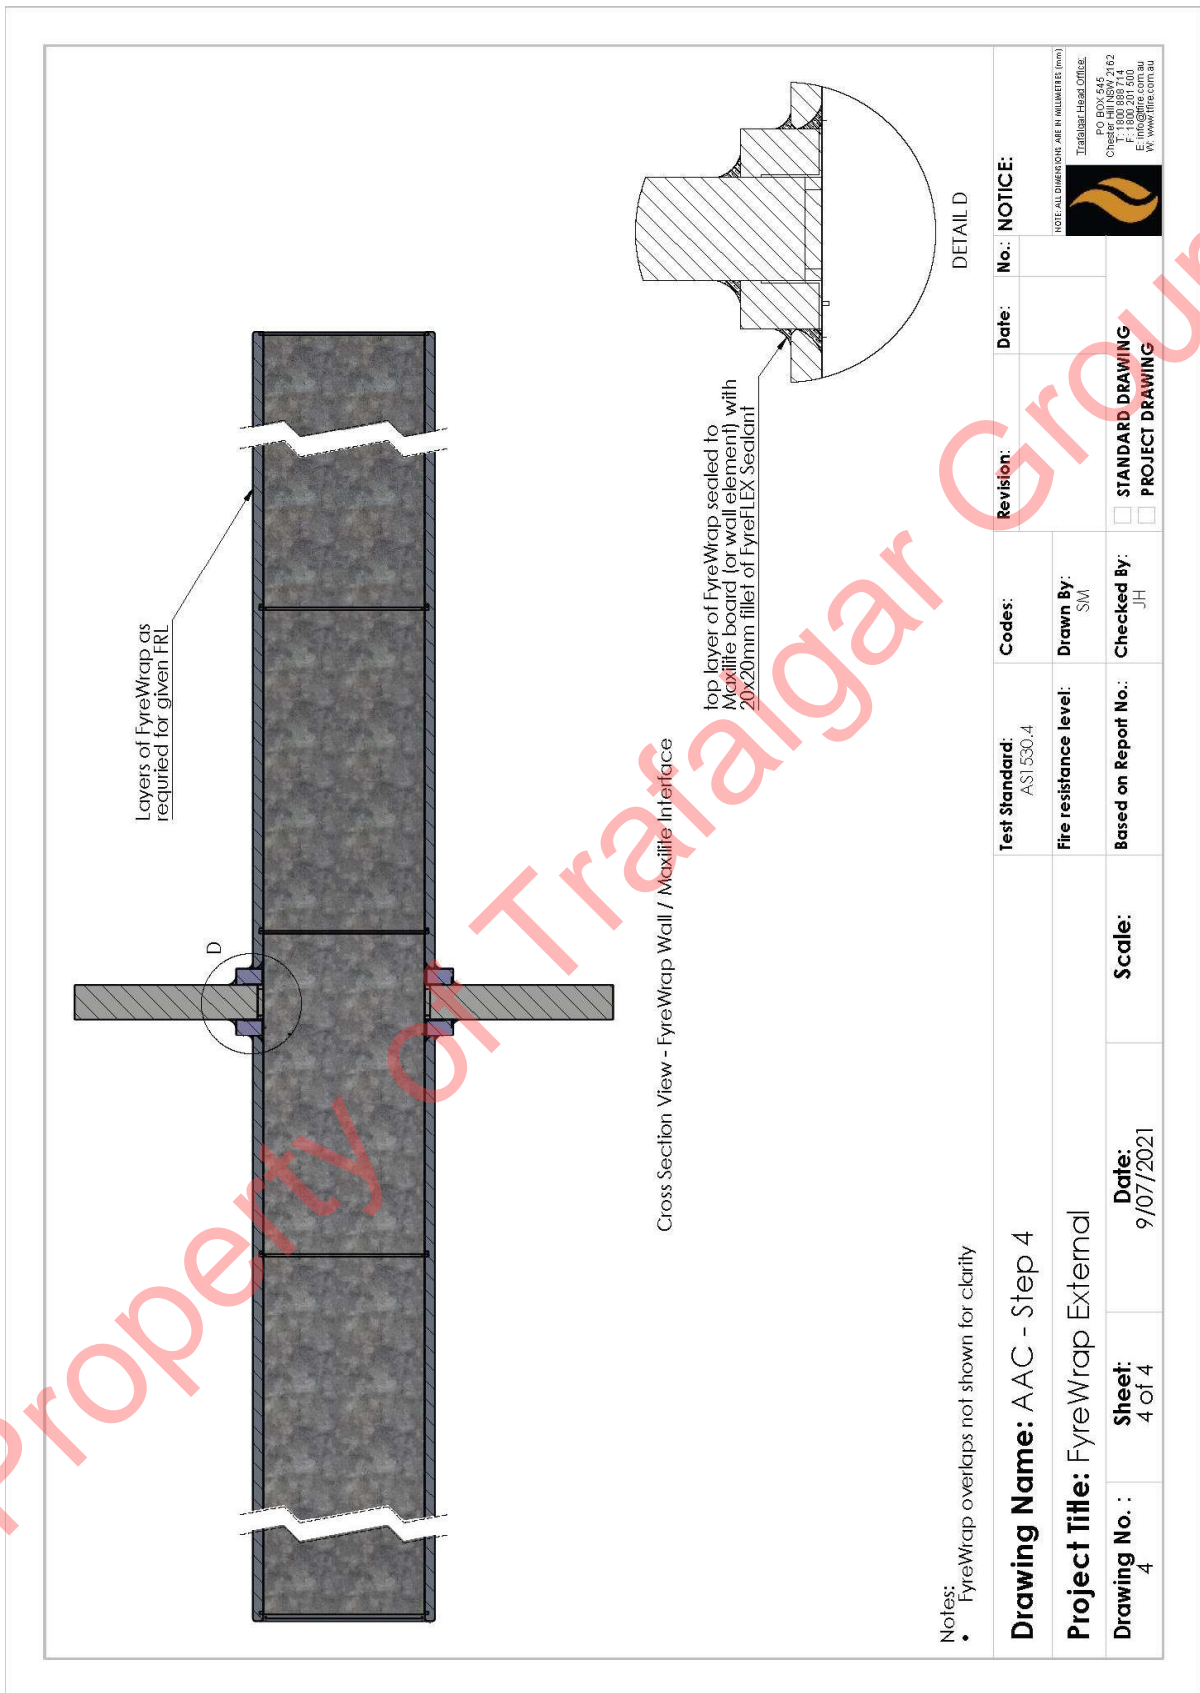 Layers of FyreWrap as
requried for given FRL
D
Cross Section View - FyreWrap Wall / Maxilite Interface
top layer of FyreWrap sealed to
Maxilite board (or wall element) with
20x20mm fillet of FyreFLEX Sealant
DETAIL D
Notes:
• FyreWrap overlaps not shown for clarity
Drawing Name: AAC - Step 4
Project Title: FyreWrap External
Drawing No. :
4
Sheet:
4 of 4
Date:
9/07/2021
Scale:
Test Standard:
AS1530.4
Codes:
Fire resistance level:
Drawn By:
SM
Based on Report No.:
Checked By:
JH
Revision:
Date:
No.:
NOTICE:
STANDARD DRAWING
PROJECT DRAWING
NOTE: ALL DIMENSIONS ARE IN MILLIMETRES (mm)
Trafalgar Head Office:
PO BOX 545
Chester Hill NSW 2162
T: 1800 888 714
F: 1800 201 500
E: info@tfire.com.au
W: www.tfire.com.au
Property of Trafalgar Group